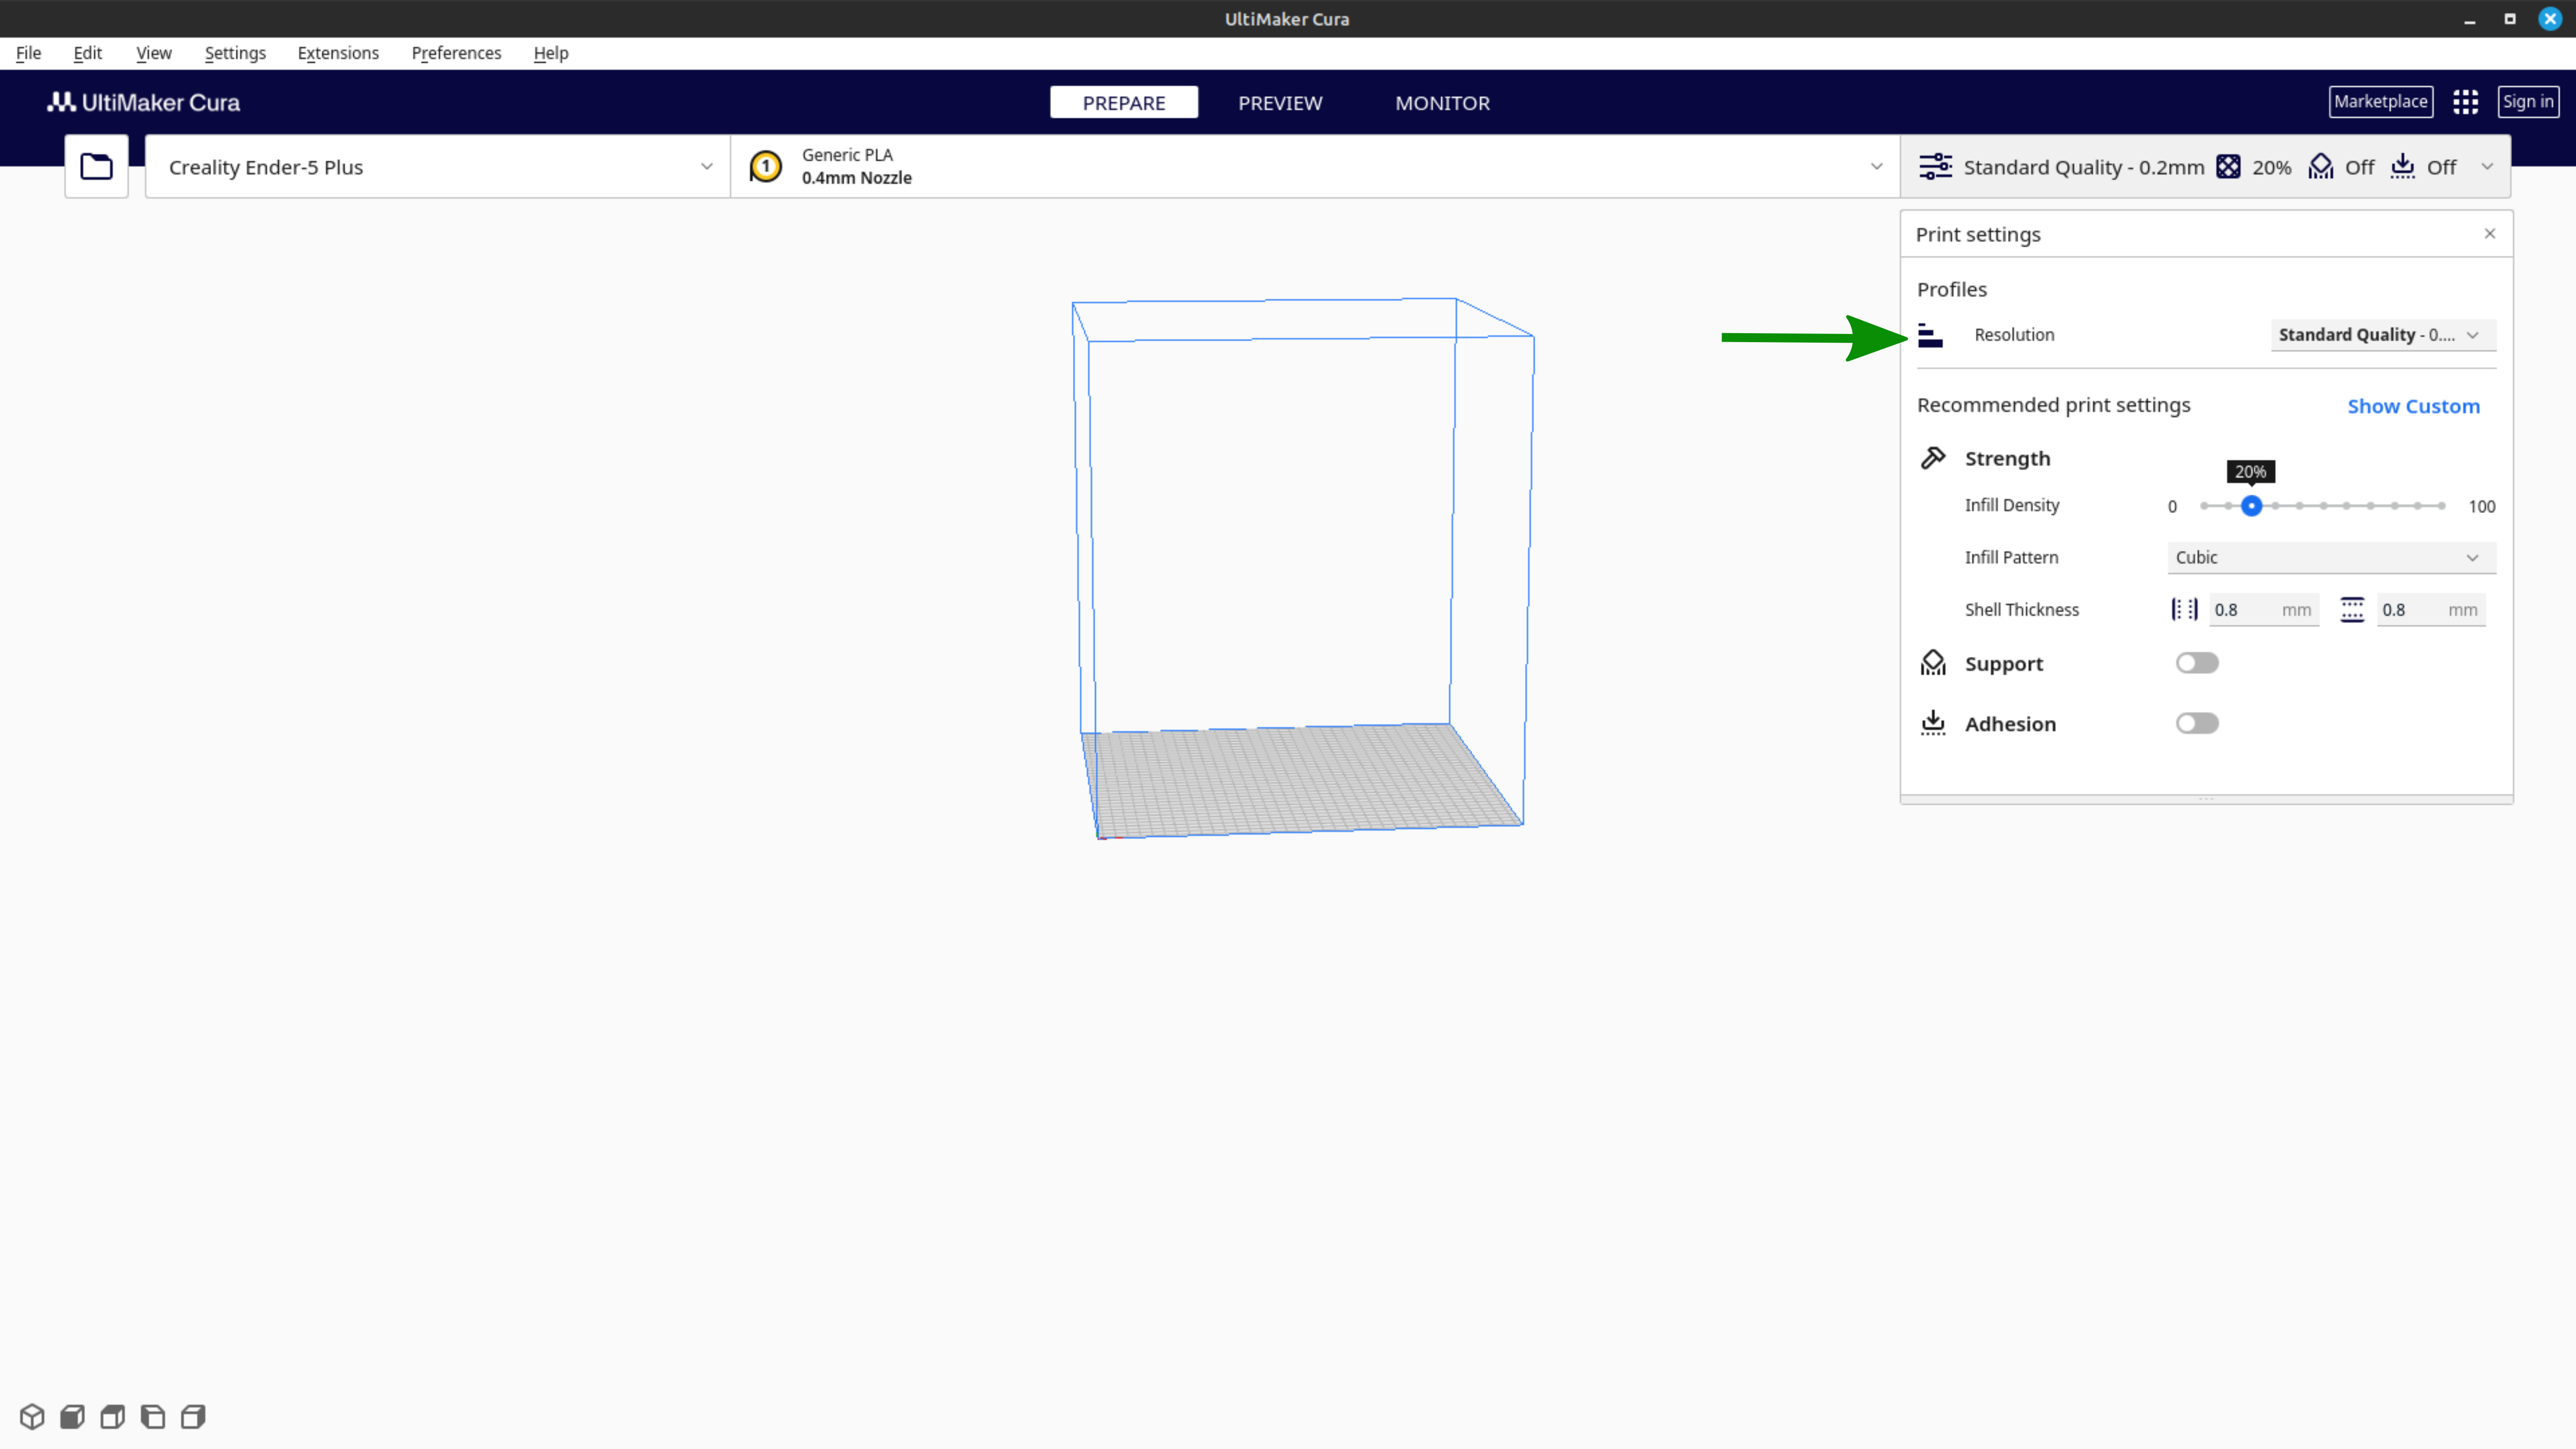 UltiMaker Cura
File Edit View Settings Extensions Preferences Help
UltiMaker Cura PREPARE PREVIEW MONITOR Marketplace Sign in
Creality Ender-5 Plus
1
Generic PLA
0.4mm Nozzle
Standard Quality - 0.2mm 20% Off Off
Print settings
Profiles
Resolution Standard Quality - 0....
Recommended print settings Show Custom
Strength
20%
Infill Density 0 100
Infill Pattern Cubic
Shell Thickness 0.8 mm 0.8 mm
Support
Adhesion